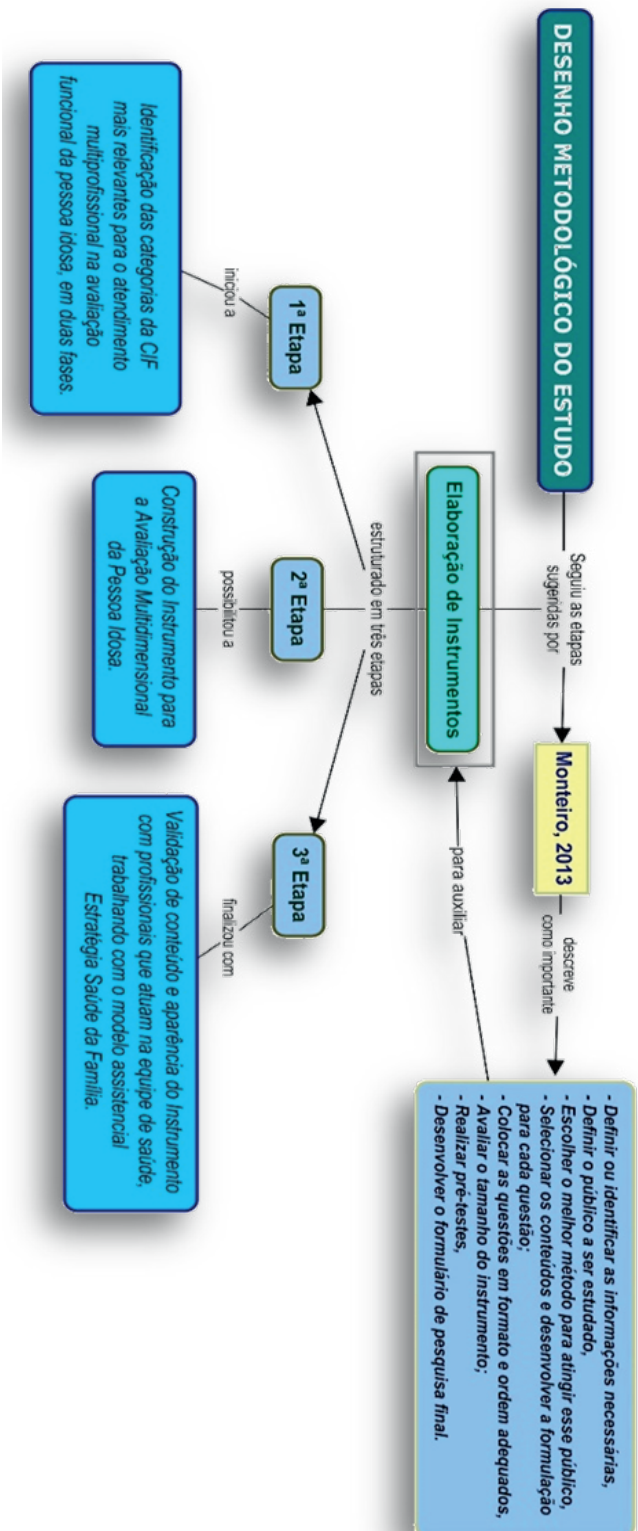 DESENHO METODOLÓGICO DO ESTUDO
Seguiu as etapas
sugeridas por
Monteiro, 2013
descreve
como importante
- Definir ou identificar as informações necessárias,
- Definir o público a ser estudado,
- Escolher o melhor método para atingir esse público,
- Selecionar os conteúdos e desenvolver a formulação
para cada questão;
- Colocar as questões em formato e ordem adequados,
- Avaliar o tamanho do instrumento;
- Realizar pré-testes,
- Desenvolver o formulário de pesquisa final.
para auxiliar
Elaboração de Instrumentos
estruturado em três etapas
1ª Etapa
iniciou a
Identificação das categorias da CIF
mais relevantes para o atendimento
multiprofissional na avaliação
funcional da pessoa idosa, em duas fases.
2ª Etapa
possibilitou a
Construção do Instrumento para
a Avaliação Multidimensional
da Pessoa Idosa.
3ª Etapa
finalizou com
Validação de conteúdo e aparência do Instrumento
com profissionais que atuam na equipe de saúde,
trabalhando com o modelo assistencial
Estratégia Saúde da Família.